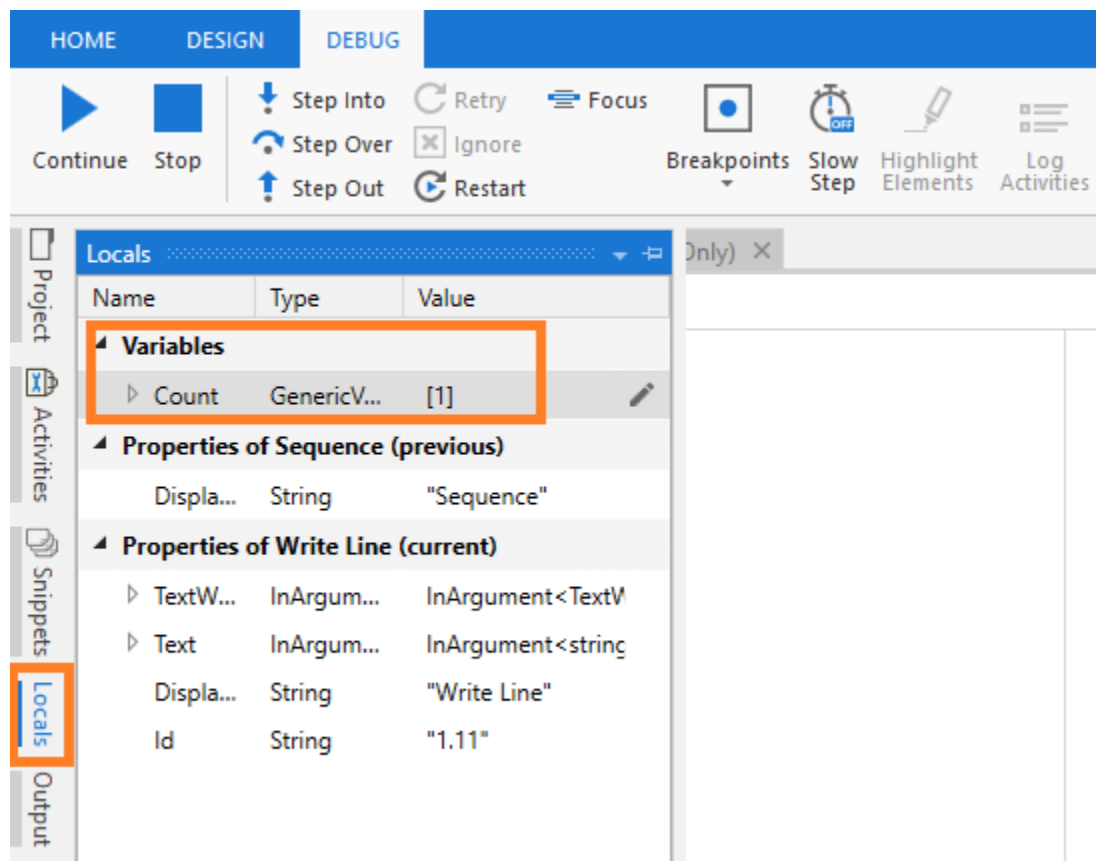 HOME DESIGN DEBUG
Continue
Stop
Step Into
Step Over
Step Out
Retry
Ignore
Restart
Focus
Breakpoints
OFF
Slow
Step
Highlight
Elements
Log
Activities
Project
Activities
Snippets
Locals
Output
Locals
Only)
Name Type Value
Variables
Count GenericV... [1]
Properties of Sequence (previous)
Displa... String "Sequence"
Properties of Write Line (current)
TextW... InArgum... InArgument<TextW
Text InArgum... InArgument<string
Displa... String "Write Line"
Id String "1.11"